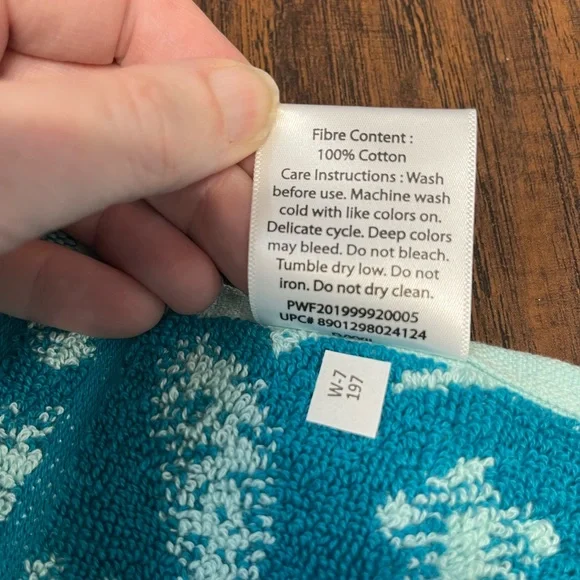 Fibre Content :
100% Cotton
Care Instructions : Wash
before use. Machine wash
cold with like colors on.
Delicate cycle. Deep colors
may bleed. Do not bleach.
Tumble dry low. Do not
iron. Do not dry clean.
PWF201999920005
UPC# 8901298024124
W-7
197